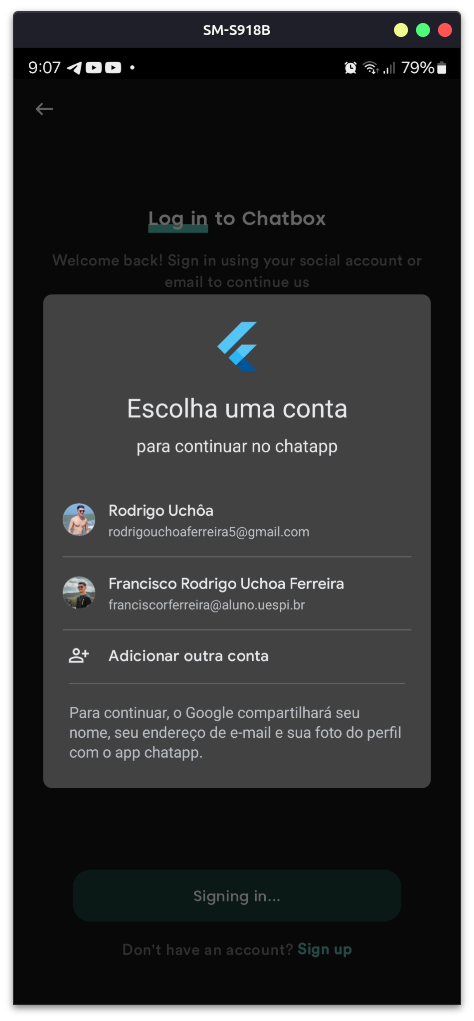 SM-S918B
9:07
79%
Log in to Chatbox
Welcome back! Sign in using your social account or
email to continue us
Escolha uma conta
para continuar no chatapp
Rodrigo Uchôa
rodrigouchoaferreira5@gmail.com
Francisco Rodrigo Uchoa Ferreira
franciscorferreira@aluno.uespi.br
Adicionar outra conta
Para continuar, o Google compartilhará seu
nome, seu endereço de e-mail e sua foto do perfil
com o app chatapp.
Signing in...
Don't have an account? Sign up